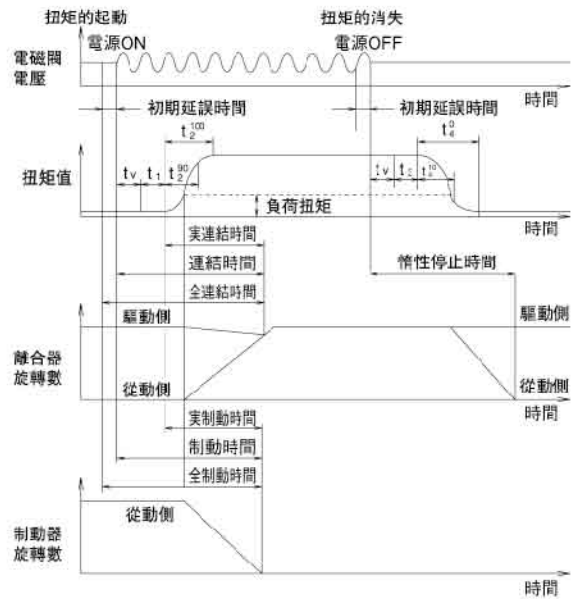 扭矩的起動
扭矩的消失
電源ON
電源OFF
電磁閥
電壓
時間
初期延誤時間
初期延誤時間
t₂¹⁰⁰
t₄⁰
扭矩值
tv
t₁
t₂⁹⁰
tv
t₃
t₄¹⁰
負荷扭矩
時間
実連結時間
連結時間
惰性停止時間
全連結時間
驅動側
驅動側
離合器
旋轉數
從動側
從動側
時間
実制動時間
制動時間
全制動時間
從動側
制動器
旋轉數
時間